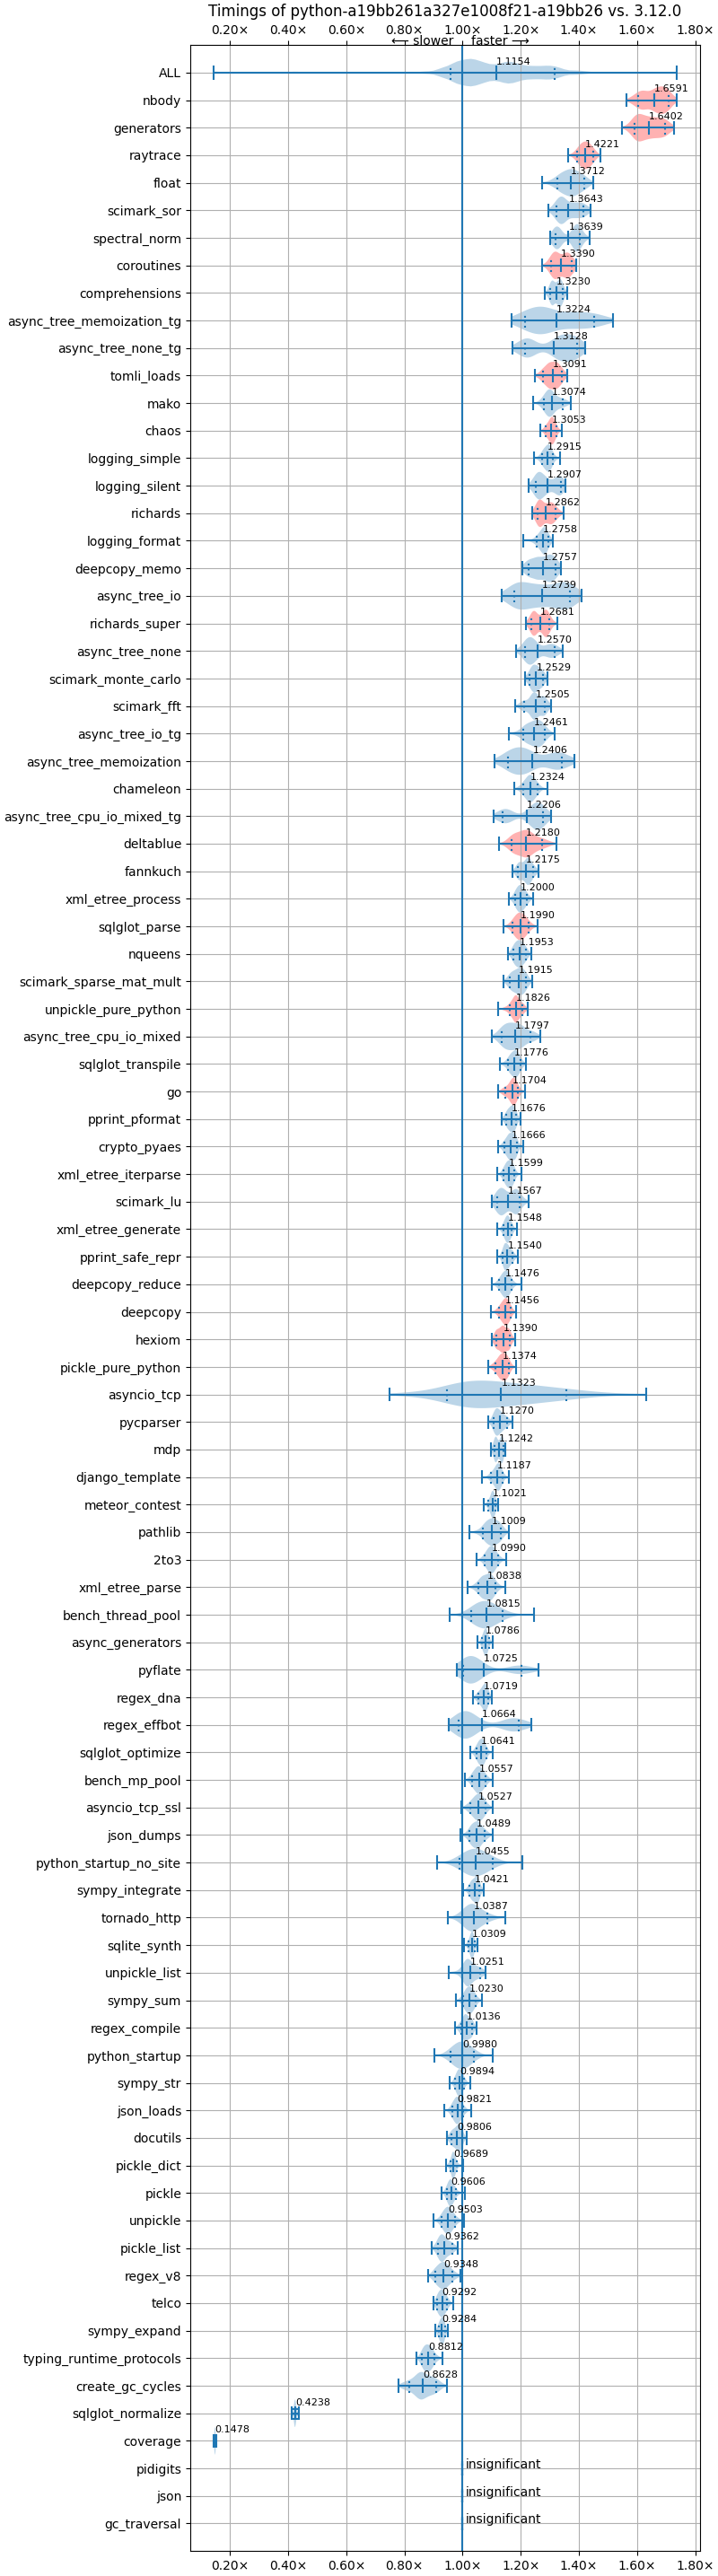 Timings of python-a19bb261a327e1008f21-a19bb26 vs. 3.12.0
0.20× 0.40× 0.60× 0.80× 1.00× 1.20× 1.40× 1.60× 1.80×
⟵ slower faster ⟶
ALL 1.1154
nbody 1.6591
generators 1.6402
raytrace 1.4221
float 1.3712
scimark_sor 1.3643
spectral_norm 1.3639
coroutines 1.3390
comprehensions 1.3230
async_tree_memoization_tg 1.3224
async_tree_none_tg 1.3128
tomli_loads 1.3091
mako 1.3074
chaos 1.3053
logging_simple 1.2915
logging_silent 1.2907
richards 1.2862
logging_format 1.2758
deepcopy_memo 1.2757
async_tree_io 1.2739
richards_super 1.2681
async_tree_none 1.2570
scimark_monte_carlo 1.2529
scimark_fft 1.2505
async_tree_io_tg 1.2461
async_tree_memoization 1.2406
chameleon 1.2324
async_tree_cpu_io_mixed_tg 1.2206
deltablue 1.2180
fannkuch 1.2175
xml_etree_process 1.2000
sqlglot_parse 1.1990
nqueens 1.1953
scimark_sparse_mat_mult 1.1915
unpickle_pure_python 1.1826
async_tree_cpu_io_mixed 1.1797
sqlglot_transpile 1.1776
go 1.1704
pprint_pformat 1.1676
crypto_pyaes 1.1666
xml_etree_iterparse 1.1599
scimark_lu 1.1567
xml_etree_generate 1.1548
pprint_safe_repr 1.1540
deepcopy_reduce 1.1476
deepcopy 1.1456
hexiom 1.1390
pickle_pure_python 1.1374
asyncio_tcp 1.1323
pycparser 1.1270
mdp 1.1242
django_template 1.1187
meteor_contest 1.1021
pathlib 1.1009
2to3 1.0990
xml_etree_parse 1.0838
bench_thread_pool 1.0815
async_generators 1.0786
pyflate 1.0725
regex_dna 1.0719
regex_effbot 1.0664
sqlglot_optimize 1.0641
bench_mp_pool 1.0557
asyncio_tcp_ssl 1.0527
json_dumps 1.0489
python_startup_no_site 1.0455
sympy_integrate 1.0421
tornado_http 1.0387
sqlite_synth 1.0309
unpickle_list 1.0251
sympy_sum 1.0230
regex_compile 1.0136
python_startup 0.9980
sympy_str 0.9894
json_loads 0.9821
docutils 0.9806
pickle_dict 0.9689
pickle 0.9606
unpickle 0.9503
pickle_list 0.9362
regex_v8 0.9348
telco 0.9292
sympy_expand 0.9284
typing_runtime_protocols 0.8812
create_gc_cycles 0.8628
sqlglot_normalize 0.4238
coverage 0.1478
pidigits insignificant
json insignificant
gc_traversal insignificant
0.20× 0.40× 0.60× 0.80× 1.00× 1.20× 1.40× 1.60× 1.80×